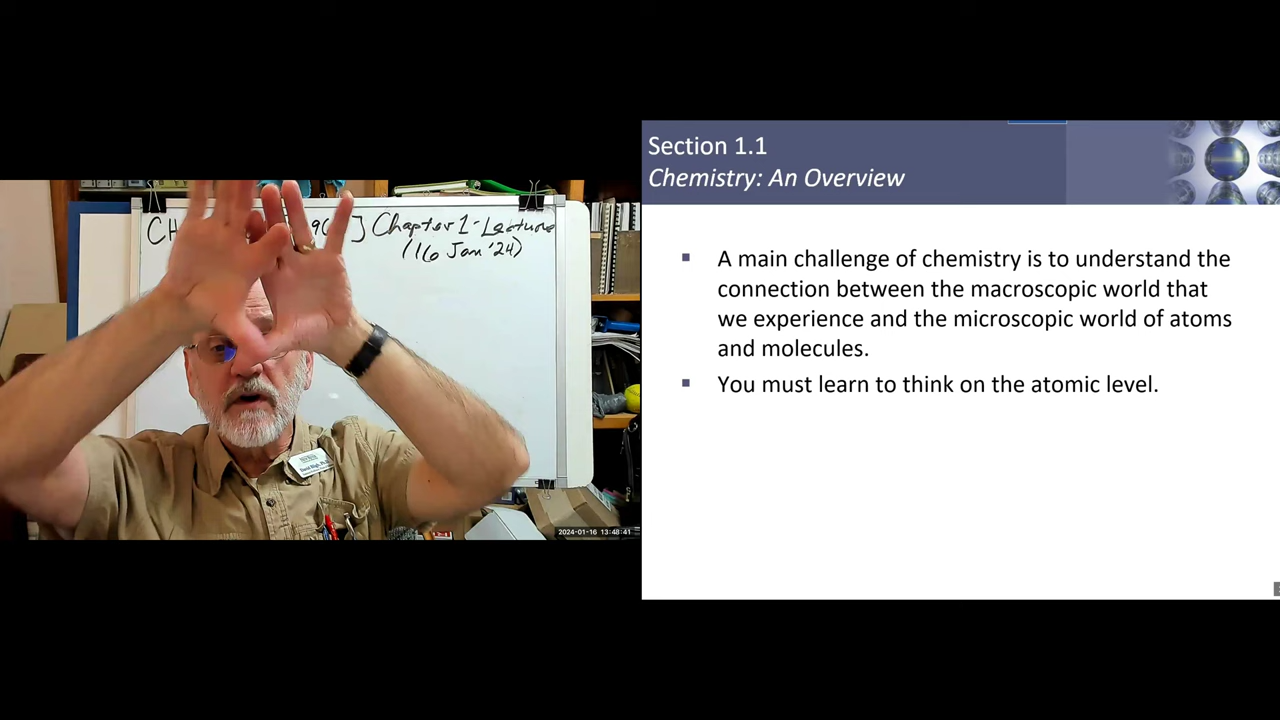 CH 9( ] Chapter 1-Lecture
(16 Jan '24)
2024-01-16 13:48:41
Section 1.1
Chemistry: An Overview
▪ A main challenge of chemistry is to understand the
connection between the macroscopic world that
we experience and the microscopic world of atoms
and molecules.
▪ You must learn to think on the atomic level.